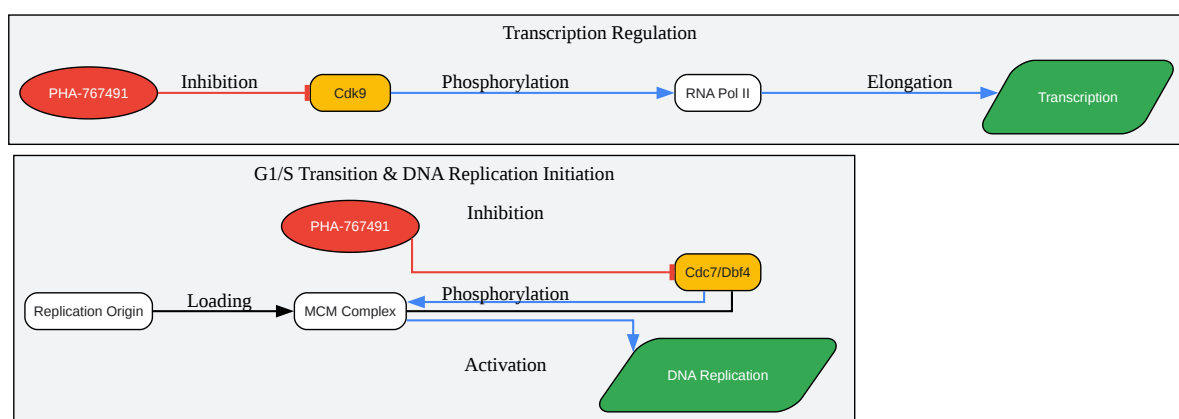 Transcription Regulation
PHA-767491
Inhibition
Cdk9
Phosphorylation
RNA Pol II
Elongation
Transcription
G1/S Transition & DNA Replication Initiation
PHA-767491
Inhibition
Cdc7/Dbf4
Replication Origin
Loading
MCM Complex
Phosphorylation
Activation
DNA Replication